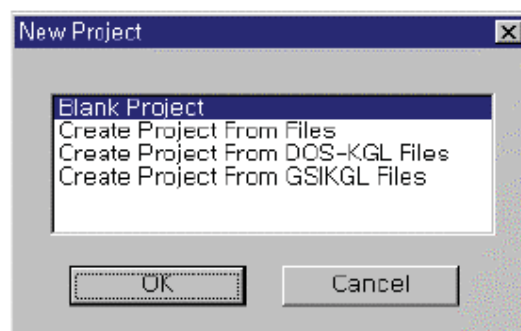 New Project
Blank Project
Create Project From Files
Create Project From DOS-KGL Files
Create Project From GSIKGL Files
OK
Cancel